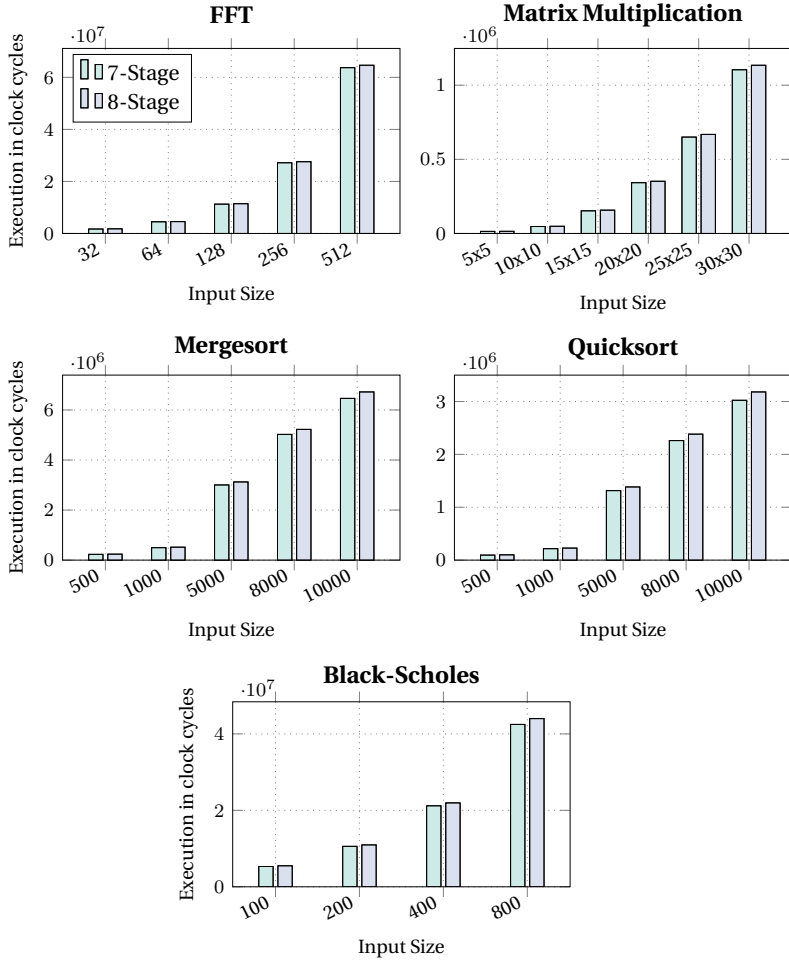 FFT
·10^7
Execution in clock cycles
6
4
2
0
7-Stage
8-Stage
32
64
128
256
512
Input Size
Matrix Multiplication
·10^6
1
0.5
0
5x5
10x10
15x15
20x20
25x25
30x30
Input Size
Mergesort
·10^6
Execution in clock cycles
6
4
2
0
500
1000
5000
8000
10000
Input Size
Quicksort
·10^6
3
2
1
0
500
1000
5000
8000
10000
Input Size
Black-Scholes
·10^7
Execution in clock cycles
4
2
0
100
200
400
800
Input Size